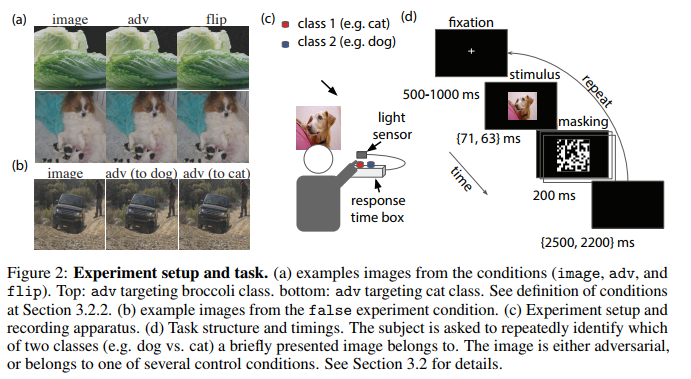 (a)
image adv flip
(b)
image adv (to dog) adv (to cat)
(c)
class 1 (e.g. cat)
class 2 (e.g. dog)
light
sensor
response
time box
(d)
fixation
500-1000 ms
stimulus
repeat
{71, 63} ms
masking
time
200 ms
{2500, 2200} ms
Figure 2: Experiment setup and task. (a) examples images from the conditions (image, adv, and
flip). Top: adv targeting broccoli class. bottom: adv targeting cat class. See definition of conditions
at Section 3.2.2. (b) example images from the false experiment condition. (c) Experiment setup and
recording apparatus. (d) Task structure and timings. The subject is asked to repeatedly identify which
of two classes (e.g. dog vs. cat) a briefly presented image belongs to. The image is either adversarial,
or belongs to one of several control conditions. See Section 3.2 for details.